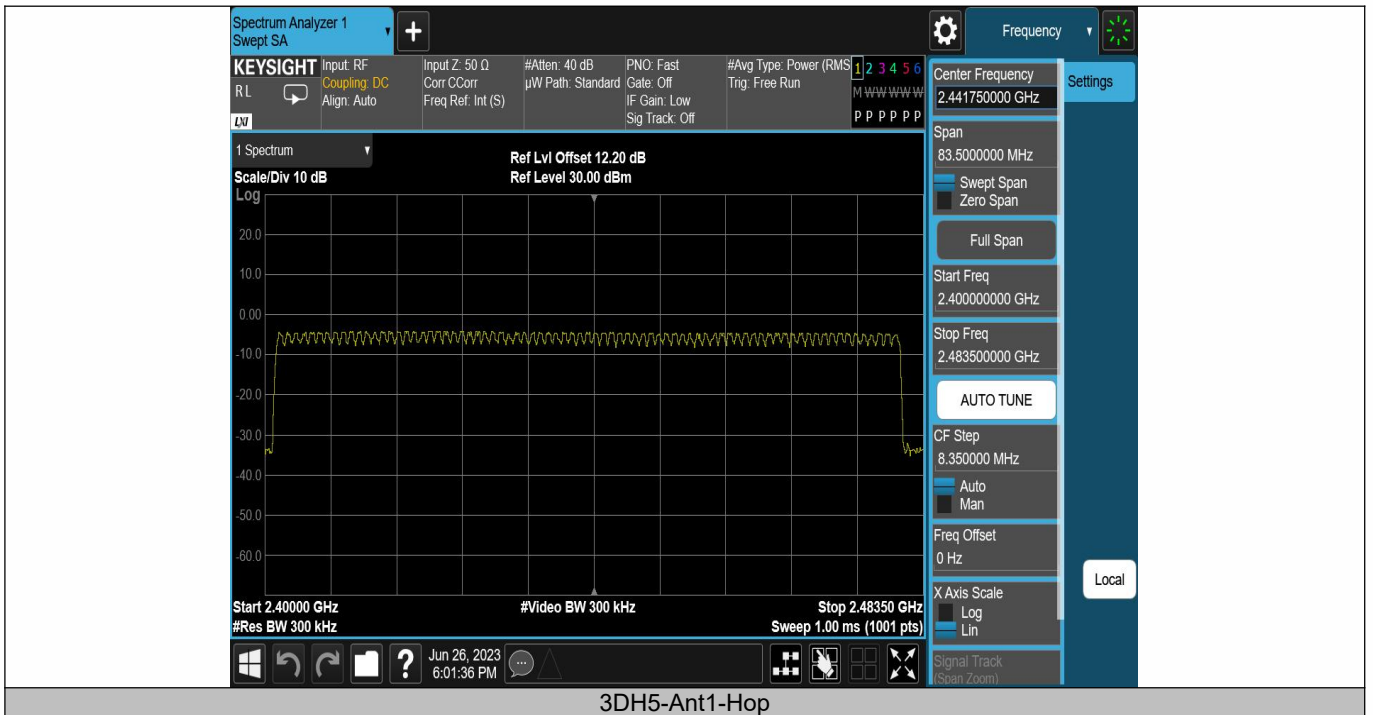 Spectrum Analyzer 1
Swept SA
+
Frequency
KEYSIGHT
RL
LXI
Input: RF
Coupling: DC
Align: Auto
Input Z: 50 Ω
Corr CCorr
Freq Ref: Int (S)
#Atten: 40 dB
µW Path: Standard
PNO: Fast
Gate: Off
IF Gain: Low
Sig Track: Off
#Avg Type: Power (RMS
Trig: Free Run
1 2 3 4 5 6
M W W W W W
P P P P P P
1 Spectrum
Scale/Div 10 dB
Log
Ref Lvl Offset 12.20 dB
Ref Level 30.00 dBm
20.0
10.0
0.00
-10.0
-20.0
-30.0
-40.0
-50.0
-60.0
Start 2.40000 GHz
#Res BW 300 kHz
#Video BW 300 kHz
Stop 2.48350 GHz
Sweep 1.00 ms (1001 pts)
Center Frequency
2.441750000 GHz
Settings
Span
83.5000000 MHz
Swept Span
Zero Span
Full Span
Start Freq
2.400000000 GHz
Stop Freq
2.483500000 GHz
AUTO TUNE
CF Step
8.350000 MHz
Auto
Man
Freq Offset
0 Hz
X Axis Scale
Log
Lin
Local
Signal Track
(Span Zoom)
?
Jun 26, 2023
6:01:36 PM
3DH5-Ant1-Hop